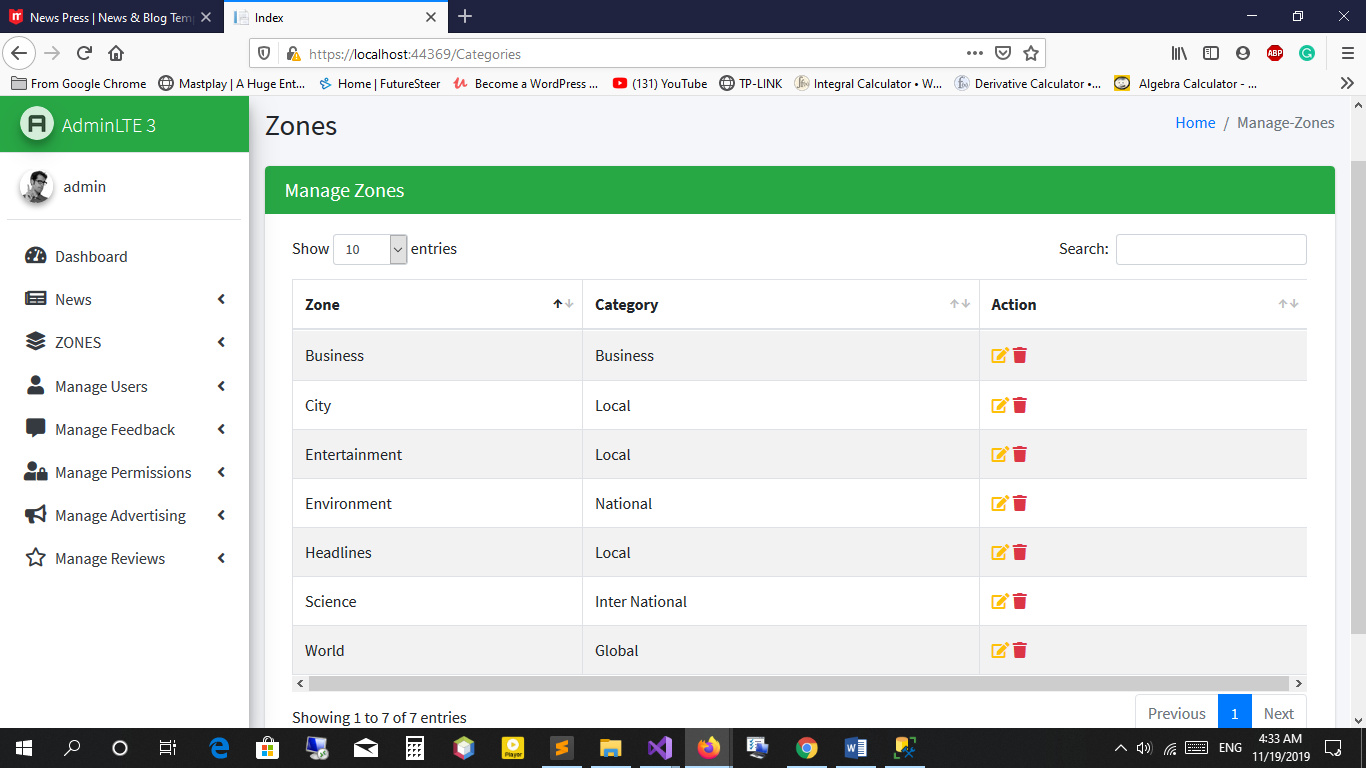 News Press | News & Blog Temp
Index
https://localhost:44369/Categories
ABP
From Google Chrome
Mastplay | A Huge Ent...
Home | FutureSteer
Become a WordPress ...
(131) YouTube
TP-LINK
Integral Calculator • W...
Derivative Calculator •...
Algebra Calculator - ...
AdminLTE 3
admin
Dashboard
News
ZONES
Manage Users
Manage Feedback
Manage Permissions
Manage Advertising
Manage Reviews
Zones
Home / Manage-Zones
Manage Zones
Show 10 entries
Search:
Zone Category Action
Business Business
City Local
Entertainment Local
Environment National
Headlines Local
Science Inter National
World Global
Showing 1 to 7 of 7 entries
Previous 1 Next
Player
ENG
4:33 AM
11/19/2019